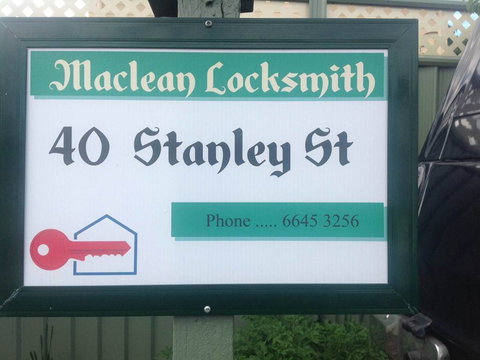 Maclean Locksmith
40 Stanley St
Phone ..... 6645 3256